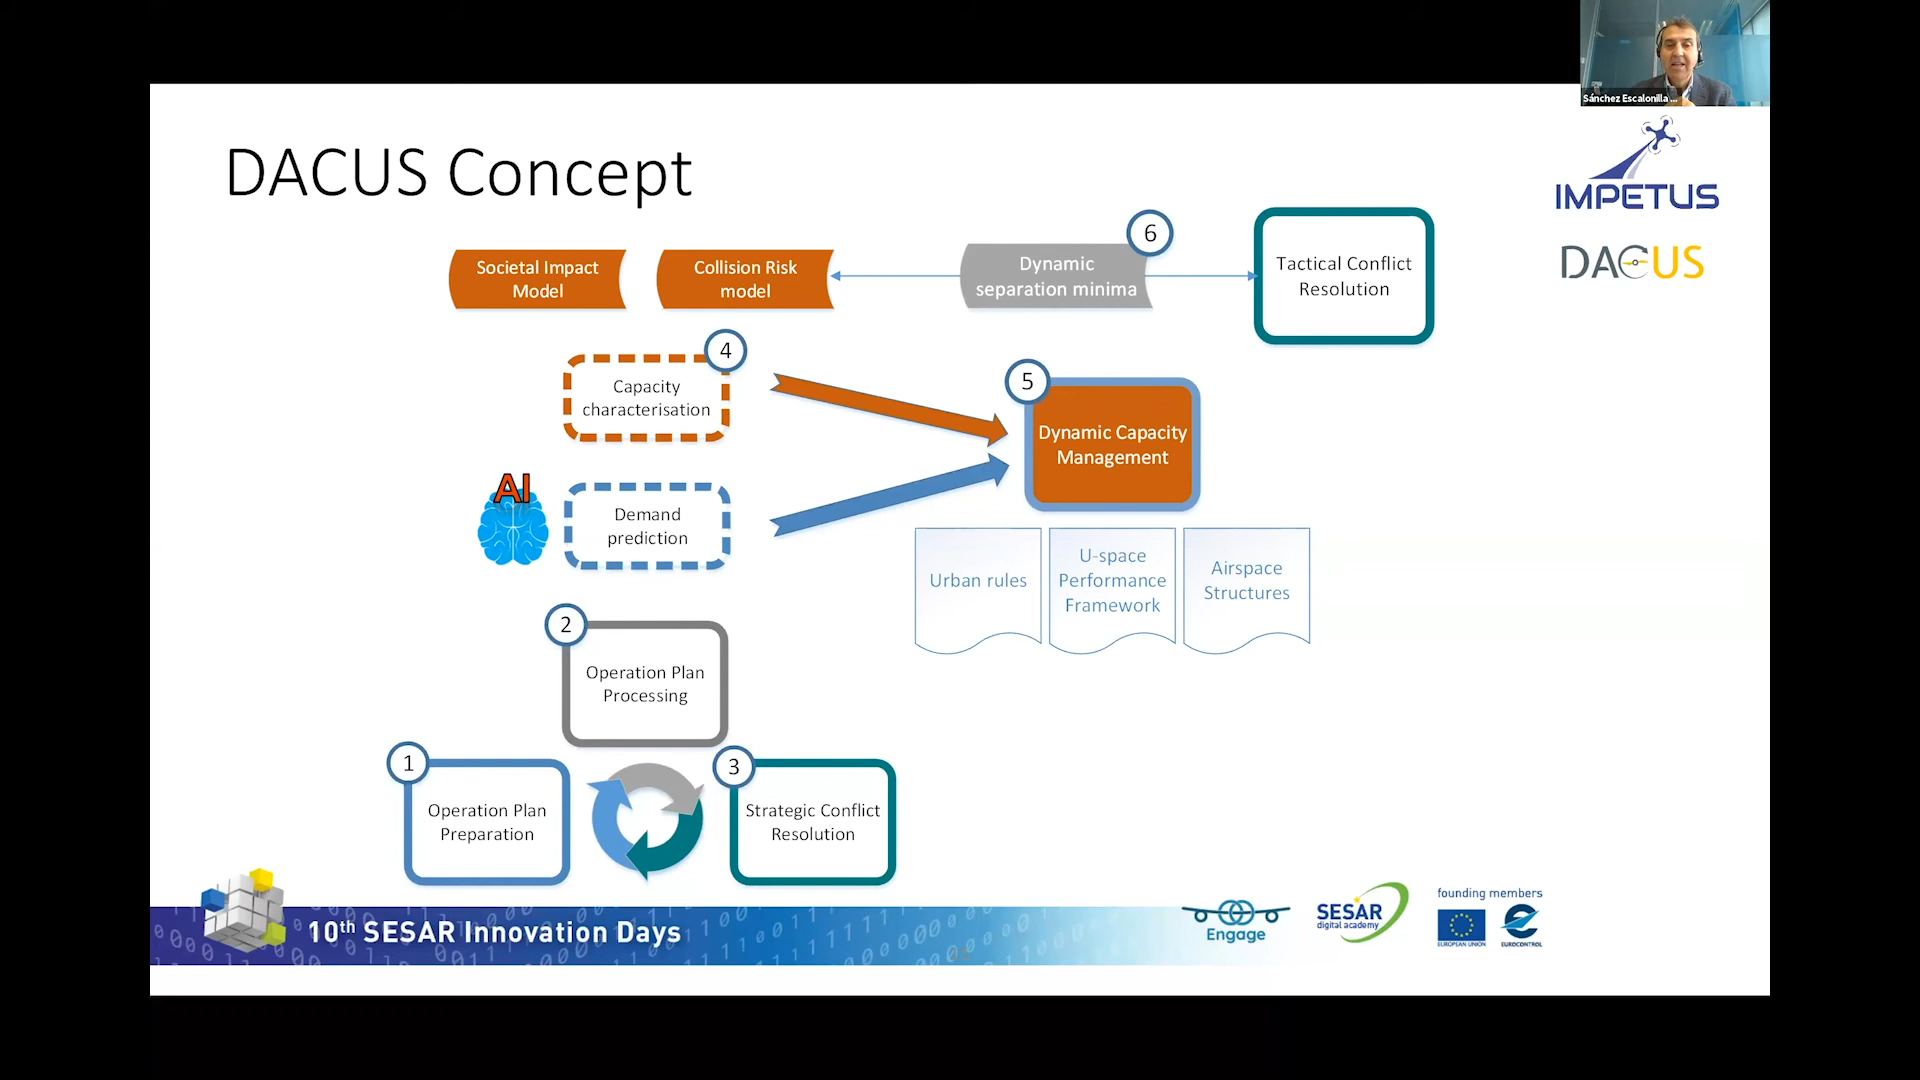 Sánchez Escalonilla ...
DACUS Concept
IMPETUS
DACUS
Societal Impact
Model
Collision Risk
model
6
Dynamic
separation minima
Tactical Conflict
Resolution
4
Capacity
characterisation
5
Dynamic Capacity
Management
AI
Demand
prediction
Urban rules
U-space
Performance
Framework
Airspace
Structures
2
Operation Plan
Processing
1
Operation Plan
Preparation
3
Strategic Conflict
Resolution
10th SESAR Innovation Days
Engage
SESAR
digital academy
founding members
EUROPEAN UNION
EUROCONTROL